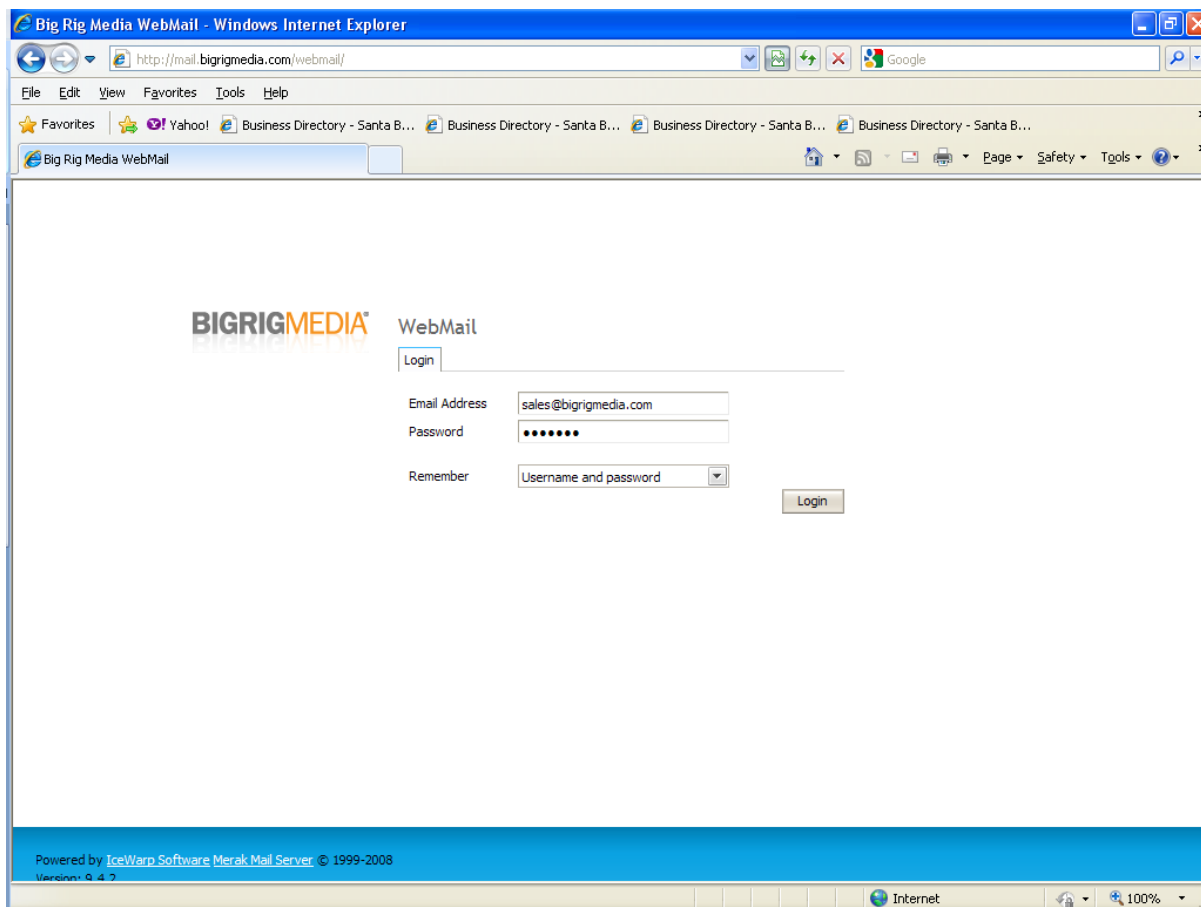 Big Rig Media WebMail - Windows Internet Explorer
http://mail.bigrigmedia.com/webmail/
Google
File Edit View Favorites Tools Help
Favorites Yahoo! Business Directory - Santa B... Business Directory - Santa B... Business Directory - Santa B... Business Directory - Santa B...
Big Rig Media WebMail
Page Safety Tools
BIGRIGMEDIA® WebMail
Login
Email Address sales@bigrigmedia.com
Password •••••••
Remember Username and password
Login
Powered by IceWarp Software Merak Mail Server © 1999-2008
Version: 9.4.2
Internet 100%